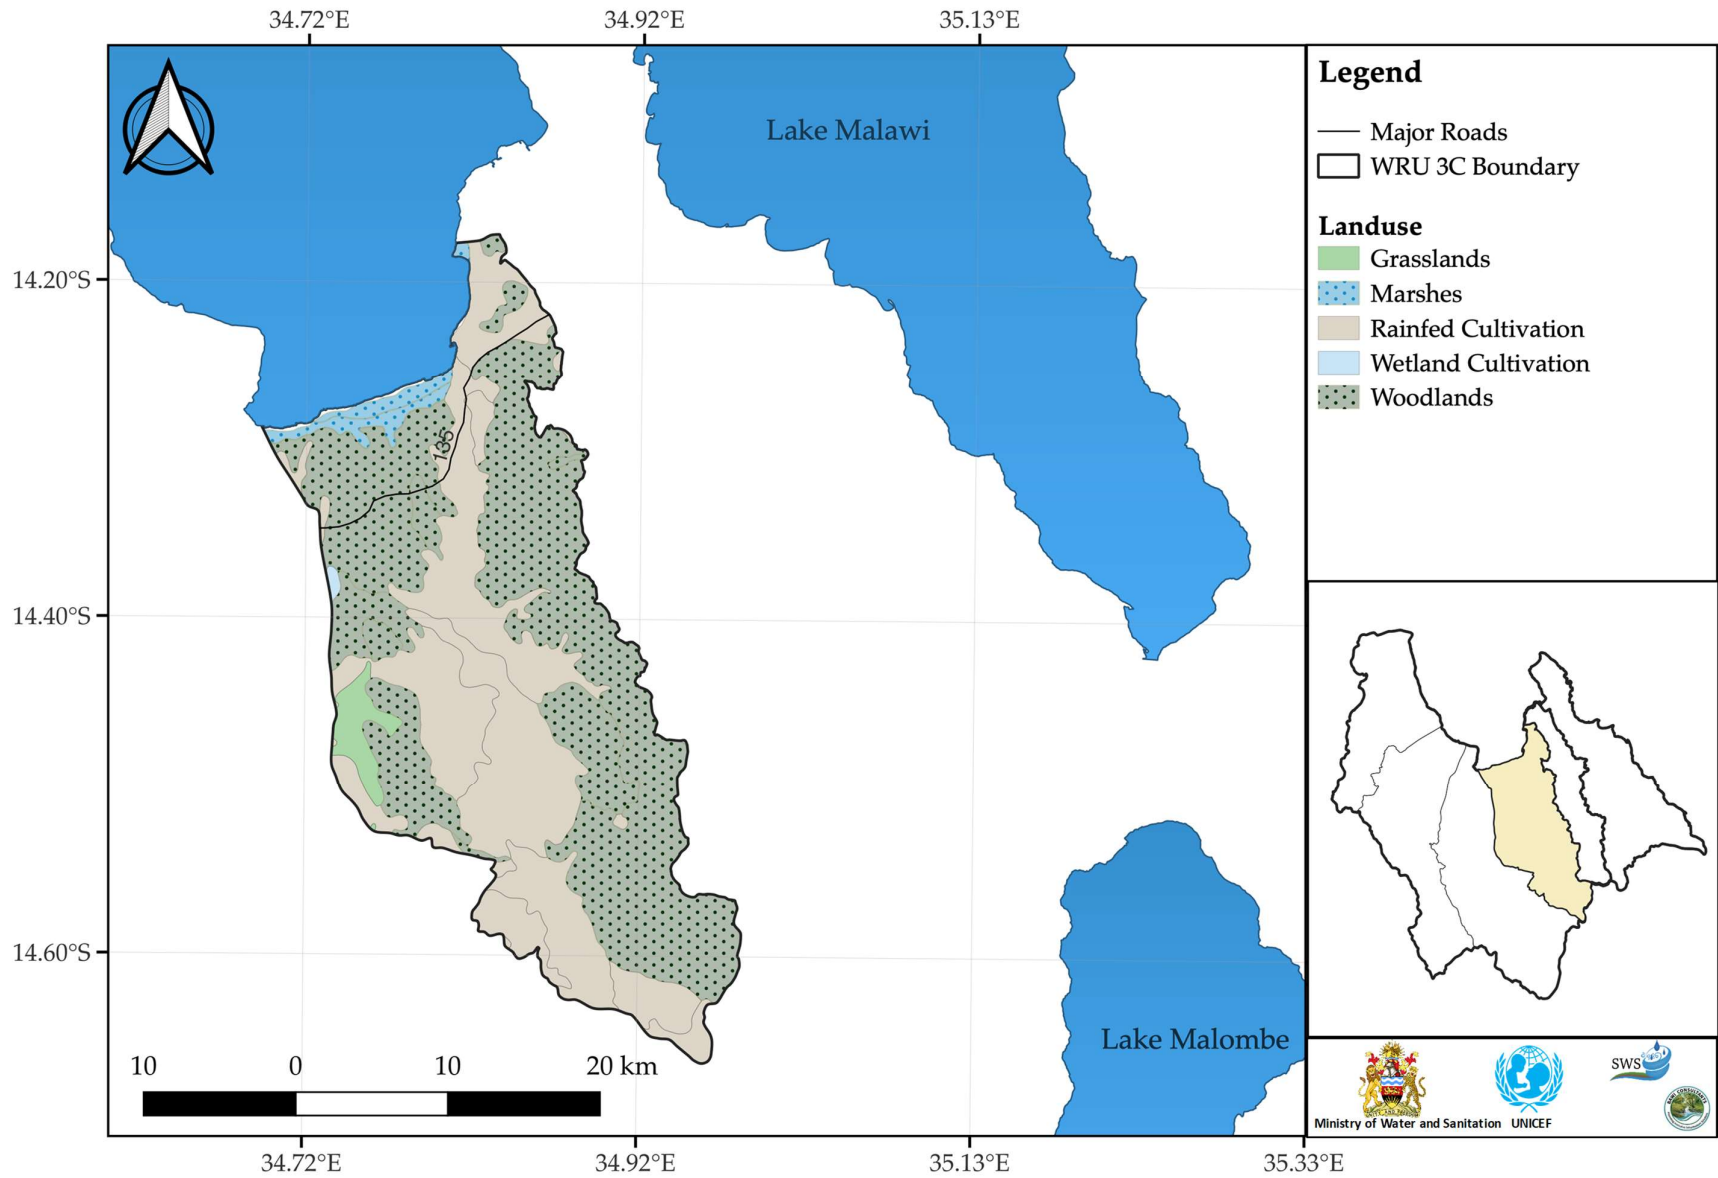 34.72°E 34.92°E 35.13°E
Lake Malawi
14.20°S
14.40°S
14.60°S
135
Lake Malombe
10 0 10 20 km
34.72°E 34.92°E 35.13°E 35.33°E
Legend
Major Roads
WRU 3C Boundary
Landuse
Grasslands
Marshes
Rainfed Cultivation
Wetland Cultivation
Woodlands
SWS
Ministry of Water and Sanitation UNICEF